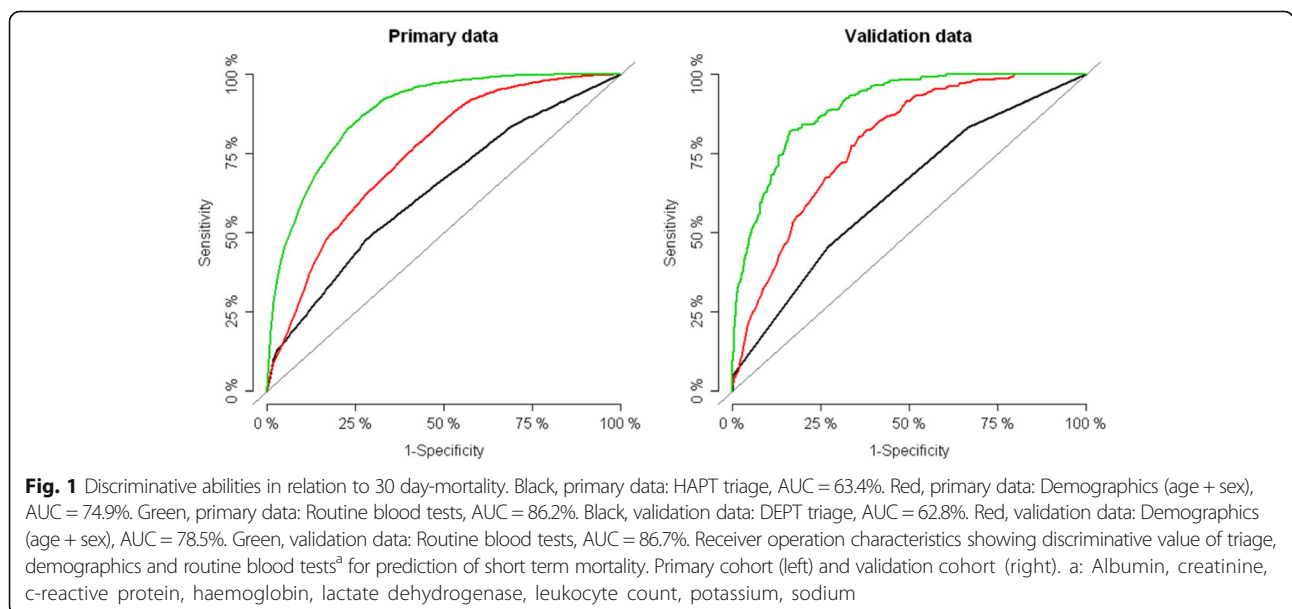 Primary data
Validation data
100 %
75 %
50 %
25 %
0 %
Sensitivity
0 %
25 %
50 %
75 %
100 %
1-Specificity
100 %
75 %
50 %
25 %
0 %
Sensitivity
0 %
25 %
50 %
75 %
100 %
1-Specificity
Fig. 1 Discriminative abilities in relation to 30 day-mortality. Black, primary data: HAPT triage, AUC = 63.4%. Red, primary data: Demographics (age + sex),
AUC = 74.9%. Green, primary data: Routine blood tests, AUC = 86.2%. Black, validation data: DEPT triage, AUC = 62.8%. Red, validation data: Demographics
(age + sex), AUC = 78.5%. Green, validation data: Routine blood tests, AUC = 86.7%. Receiver operation characteristics showing discriminative value of triage,
demographics and routine blood testsᵃ for prediction of short term mortality. Primary cohort (left) and validation cohort (right). a: Albumin, creatinine,
c-reactive protein, haemoglobin, lactate dehydrogenase, leukocyte count, potassium, sodium